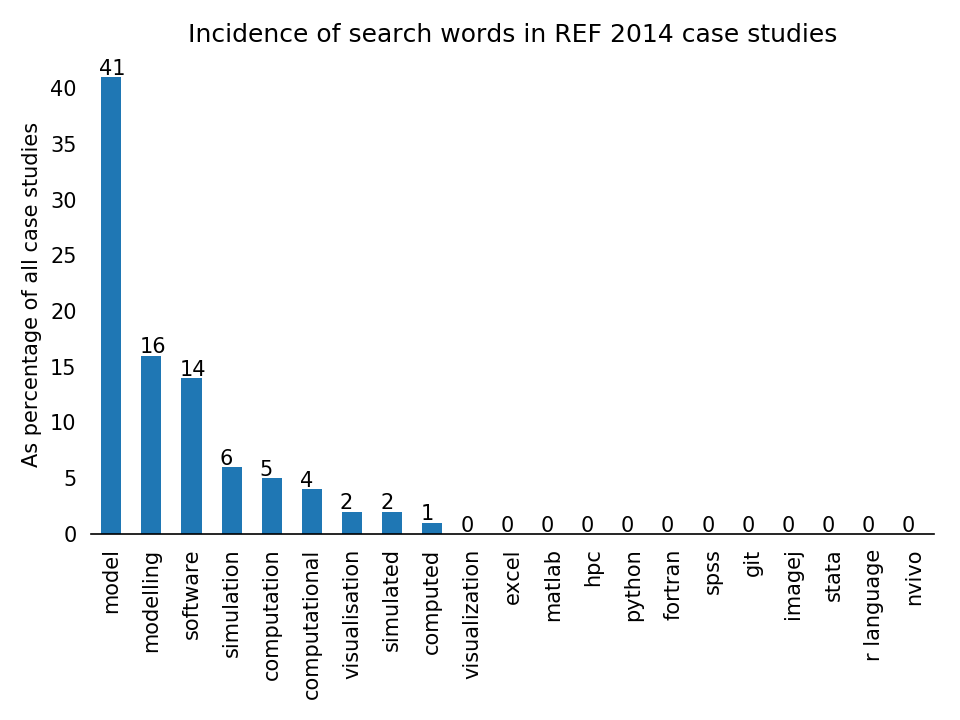 Incidence of search words in REF 2014 case studies
As percentage of all case studies
40
35
30
25
20
15
10
5
0
41
16
14
6
5
4
2
2
1
0
0
0
0
0
0
0
0
0
0
0
0
model
modelling
software
simulation
computation
computational
visualisation
simulated
computed
visualization
excel
matlab
hpc
python
fortran
spss
git
imagej
stata
r language
nvivo